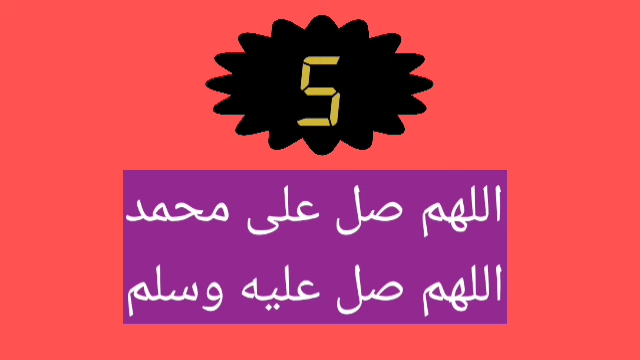 5
اللهم صل على محمد
اللهم صل عليه وسلم